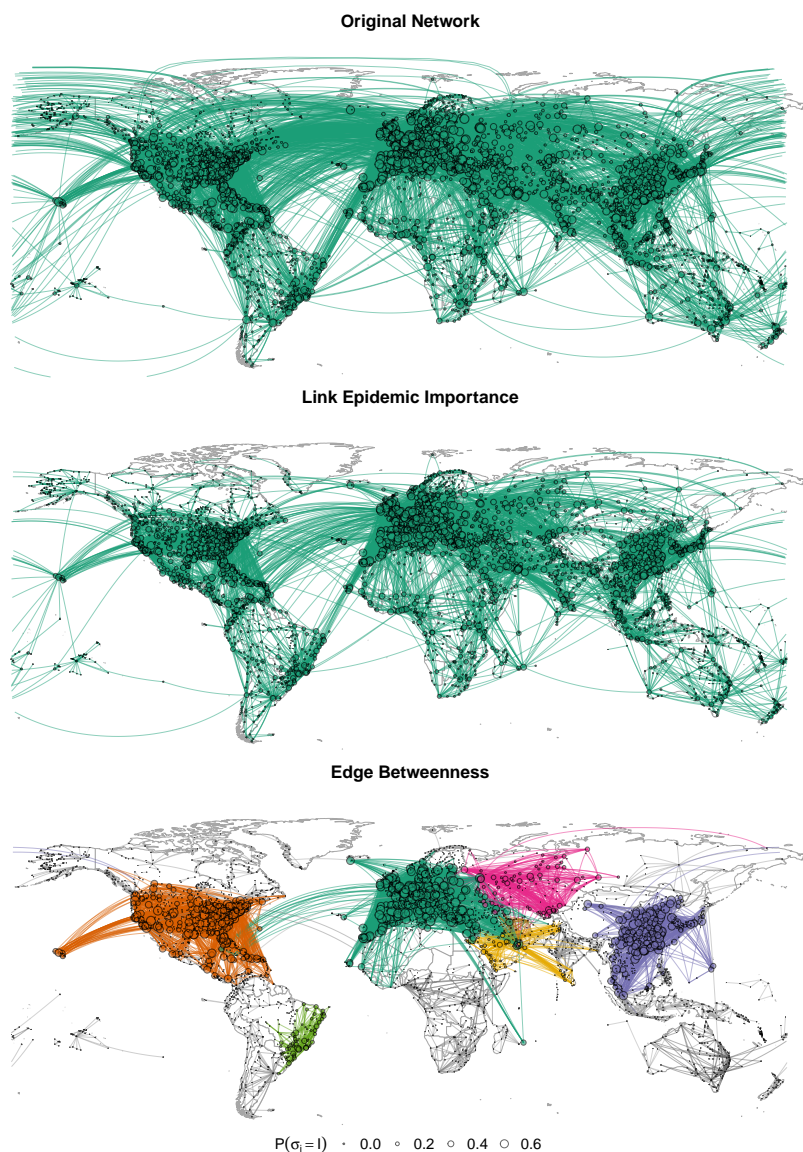 Original Network
Link Epidemic Importance
Edge Betweenness
P(σᵢ = I) 0.0 0.2 0.4 0.6